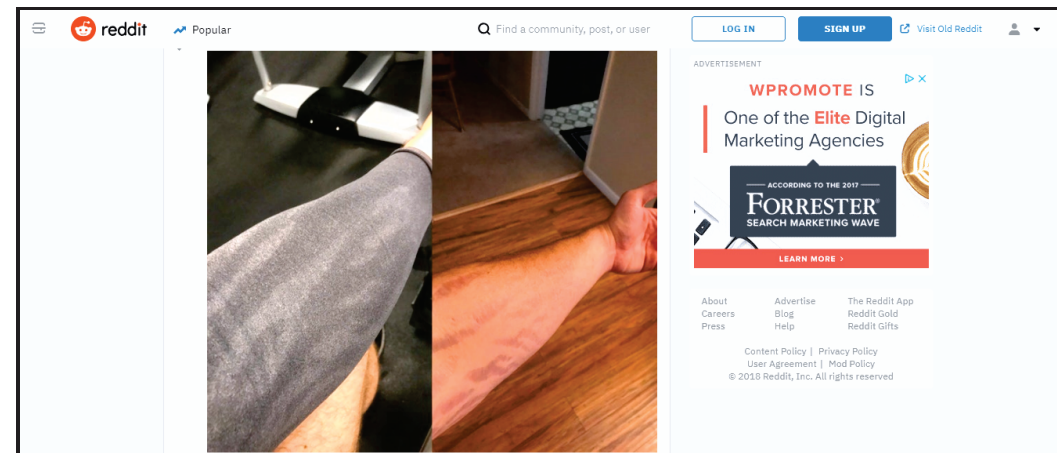 reddit
Popular
Find a community, post, or user
LOG IN
SIGN UP
Visit Old Reddit
ADVERTISEMENT
WPROMOTE IS
One of the Elite Digital
Marketing Agencies
ACCORDING TO THE 2017
FORRESTER®
SEARCH MARKETING WAVE
LEARN MORE >
About Advertise The Reddit App
Careers Blog Reddit Gold
Press Help Reddit Gifts
Content Policy | Privacy Policy
User Agreement | Mod Policy
© 2018 Reddit, Inc. All rights reserved